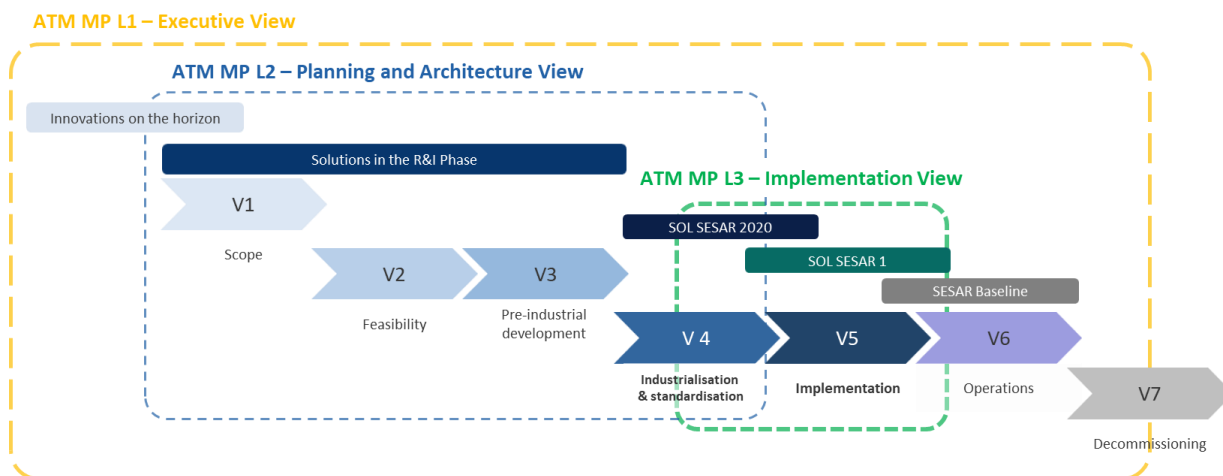 ATM MP L1 – Executive View
ATM MP L2 – Planning and Architecture View
Innovations on the horizon
Solutions in the R&I Phase
ATM MP L3 – Implementation View
V1
SOL SESAR 2020
Scope
SOL SESAR 1
V2
V3
SESAR Baseline
Feasibility
Pre-industrial
development
V 4
V5
V6
Industrialisation
& standardisation
Implementation
Operations
V7
Decommissioning